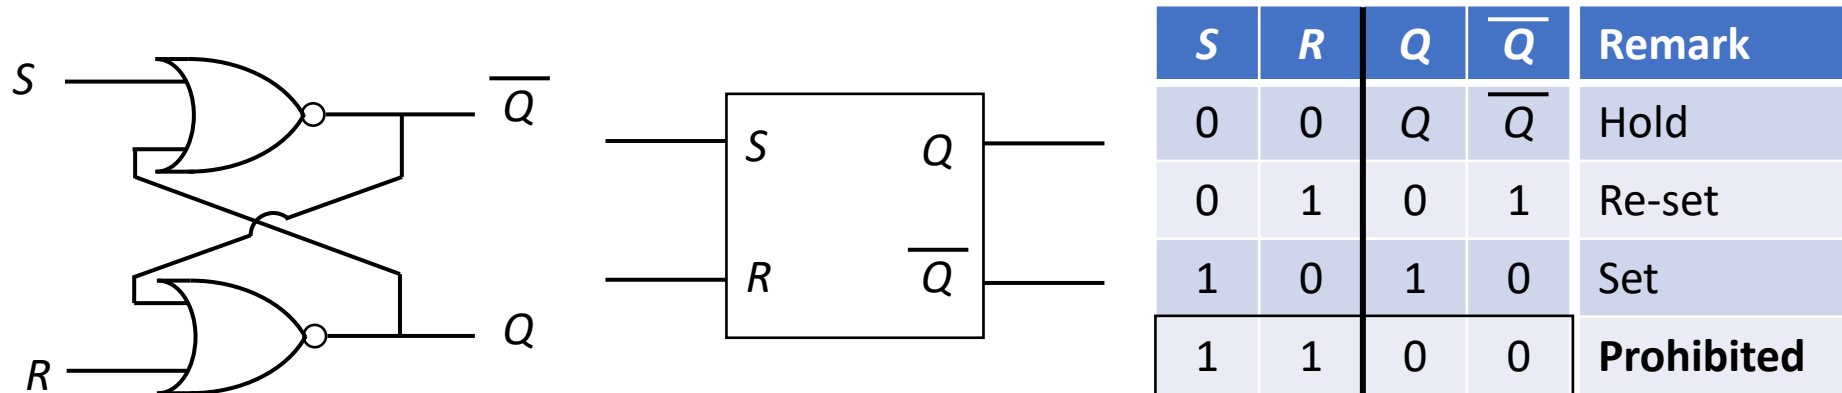 S
Q̅
Q
R
S Q
R Q̅
S R Q Q̅ Remark
0 0 Q Q̅ Hold
0 1 0 1 Re-set
1 0 1 0 Set
1 1 0 0 Prohibited